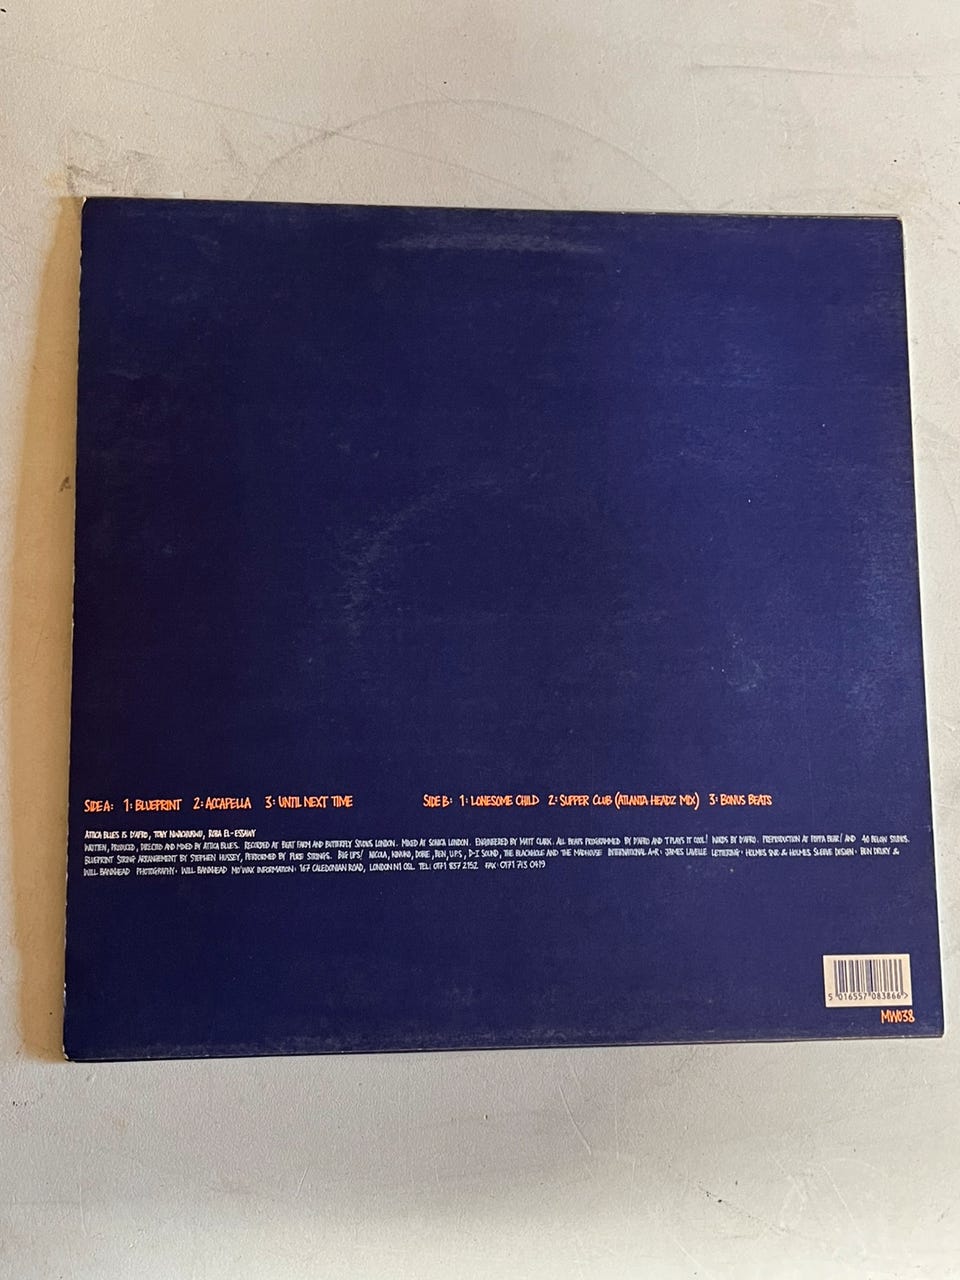 SIDE A: 1: BLUEPRINT 2: ACCAPELLA 3: UNTIL NEXT TIME SIDE B: 1: LONESOME CHILD 2: SUPPER CLUB (ATLANTA HEADZ MIX) 3: BONUS BEATS
ATTICA BLUES IS D'AFRO, TONY NWACHUKWU, ROBA EL-ESSAWY
WRITTEN, PRODUCED, DIRECTED AND MIXED BY ATTICA BLUES. RECORDED AT BEAT FARM AND BUTTERFLY STUDIOS LONDON. MIXED AT SONICA LONDON. ENGINEERED BY MATT CLARK. ALL BEATS PROGRAMMED BY D'AFRO AND T PLAYS IT COOL! WORDS BY D'AFRO. PREPRODUCTION AT PEPPA BEAR! AND 40 BELOW STUDIOS.
BLUEPRINT STRING ARRANGEMENT BY STEPHEN HUSSEY, PERFORMED BY PURE STRINGS. BIG UPS! NICOLA, DOBIE, BEN, U.P.S, D-I SOUND, THE BLACKHOLE AND THE MADHOUSE INTERNATIONAL A+R: JAMES LAVELLE LETTERING: HOLMES SNR & HOLMES SLEEVE DESIGN: BEN DRURY &
WILL BANKHEAD PHOTOGRAPHY: WILL BANKHEAD MO'WAX INFORMATION: 167 CALEDONIAN ROAD, LONDON N1 0SL. TEL: 0171 837 2152 FAX: 0171 713 0419
5 016557 083866 >
MW038